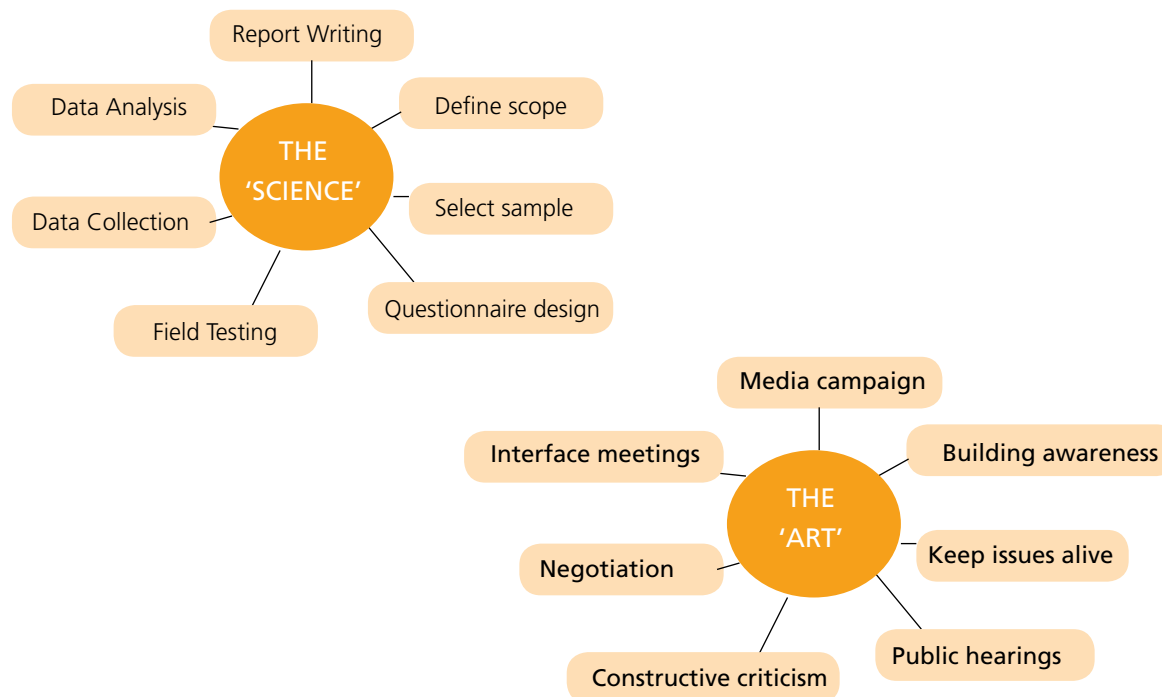 Report Writing
Data Analysis
Define scope
THE
‘SCIENCE’
Data Collection
Select sample
Questionnaire design
Field Testing
Media campaign
Interface meetings
Building awareness
THE
‘ART’
Negotiation
Keep issues alive
Public hearings
Constructive criticism